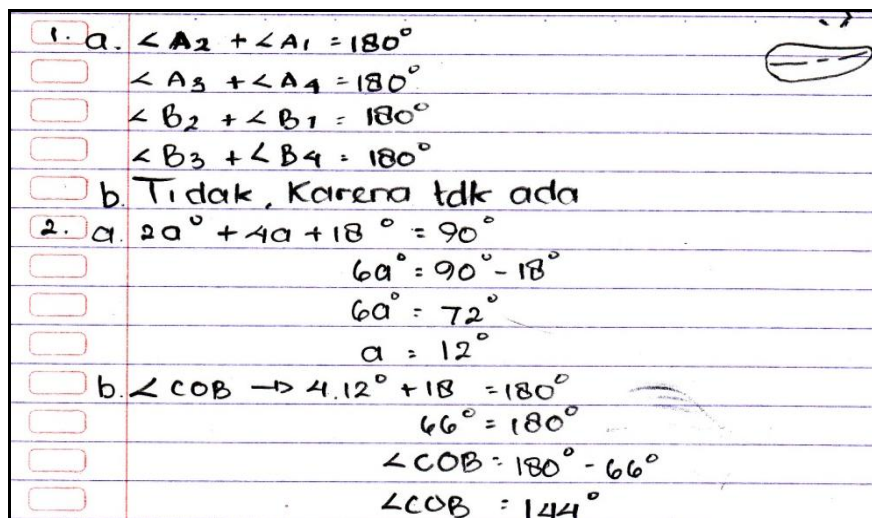 1. a. ∠A2 + ∠A1 = 180°
∠A3 + ∠A4 = 180°
∠B2 + ∠B1 = 180°
∠B3 + ∠B4 = 180°
b. Tidak, Karena tdk ada
2. a. 2a° + 4a + 18° = 90°
6a° = 90° - 18°
6a° = 72°
a = 12°
b. ∠COB → 4.12° + 18 = 180°
66° = 180°
∠COB = 180° - 66°
∠COB = 144°